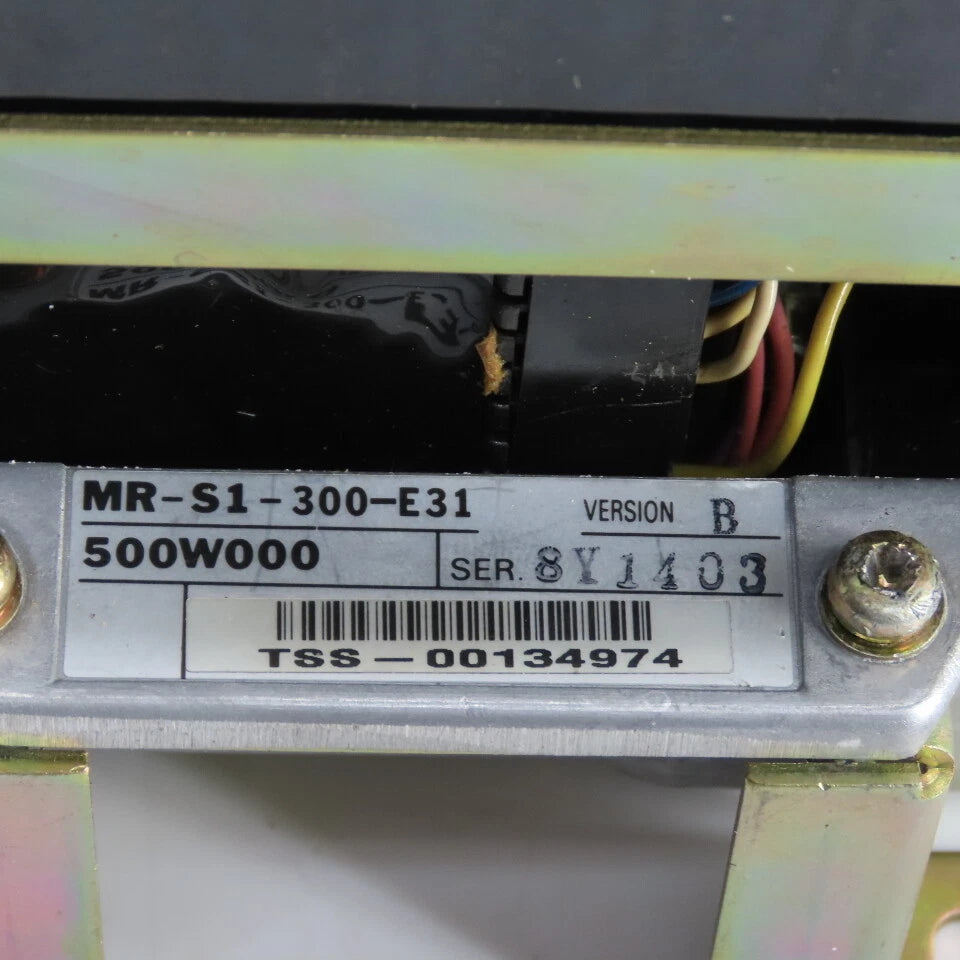 MR-S1-300-E31
VERSION B
500W000
SER. 8Y1403
TSS-00134974